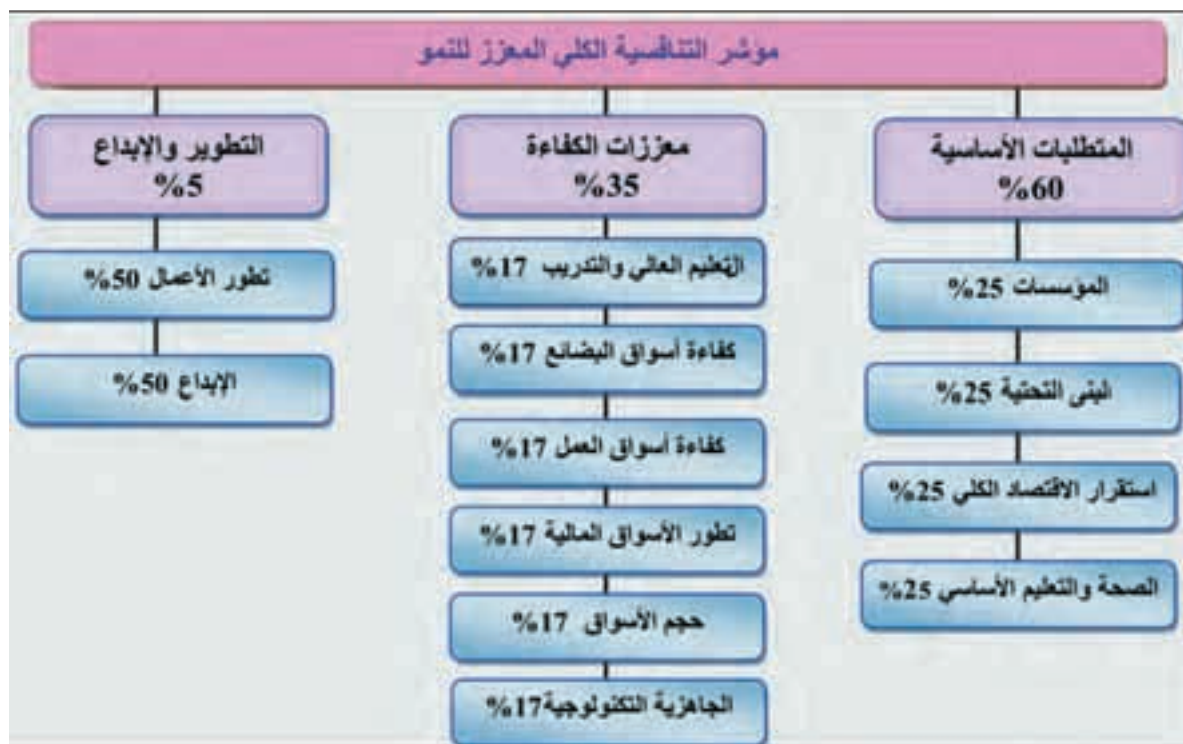 مؤشر التنافسية الكلي المعزز للنمو
المتطلبات الأساسية
%60
المؤسسات 25%
البنى التحتية 25%
استقرار الاقتصاد الكلي 25%
الصحة والتعليم الأساسي 25%
معززات الكفاءة
%35
التعليم العالي والتدريب 17%
كفاءة أسواق البضائع 17%
كفاءة أسواق العمل 17%
تطور الأسواق المالية 17%
حجم الأسواق 17%
الجاهزية التكنولوجية17%
التطوير والإبداع
%5
تطور الأعمال 50%
الإبداع 50%